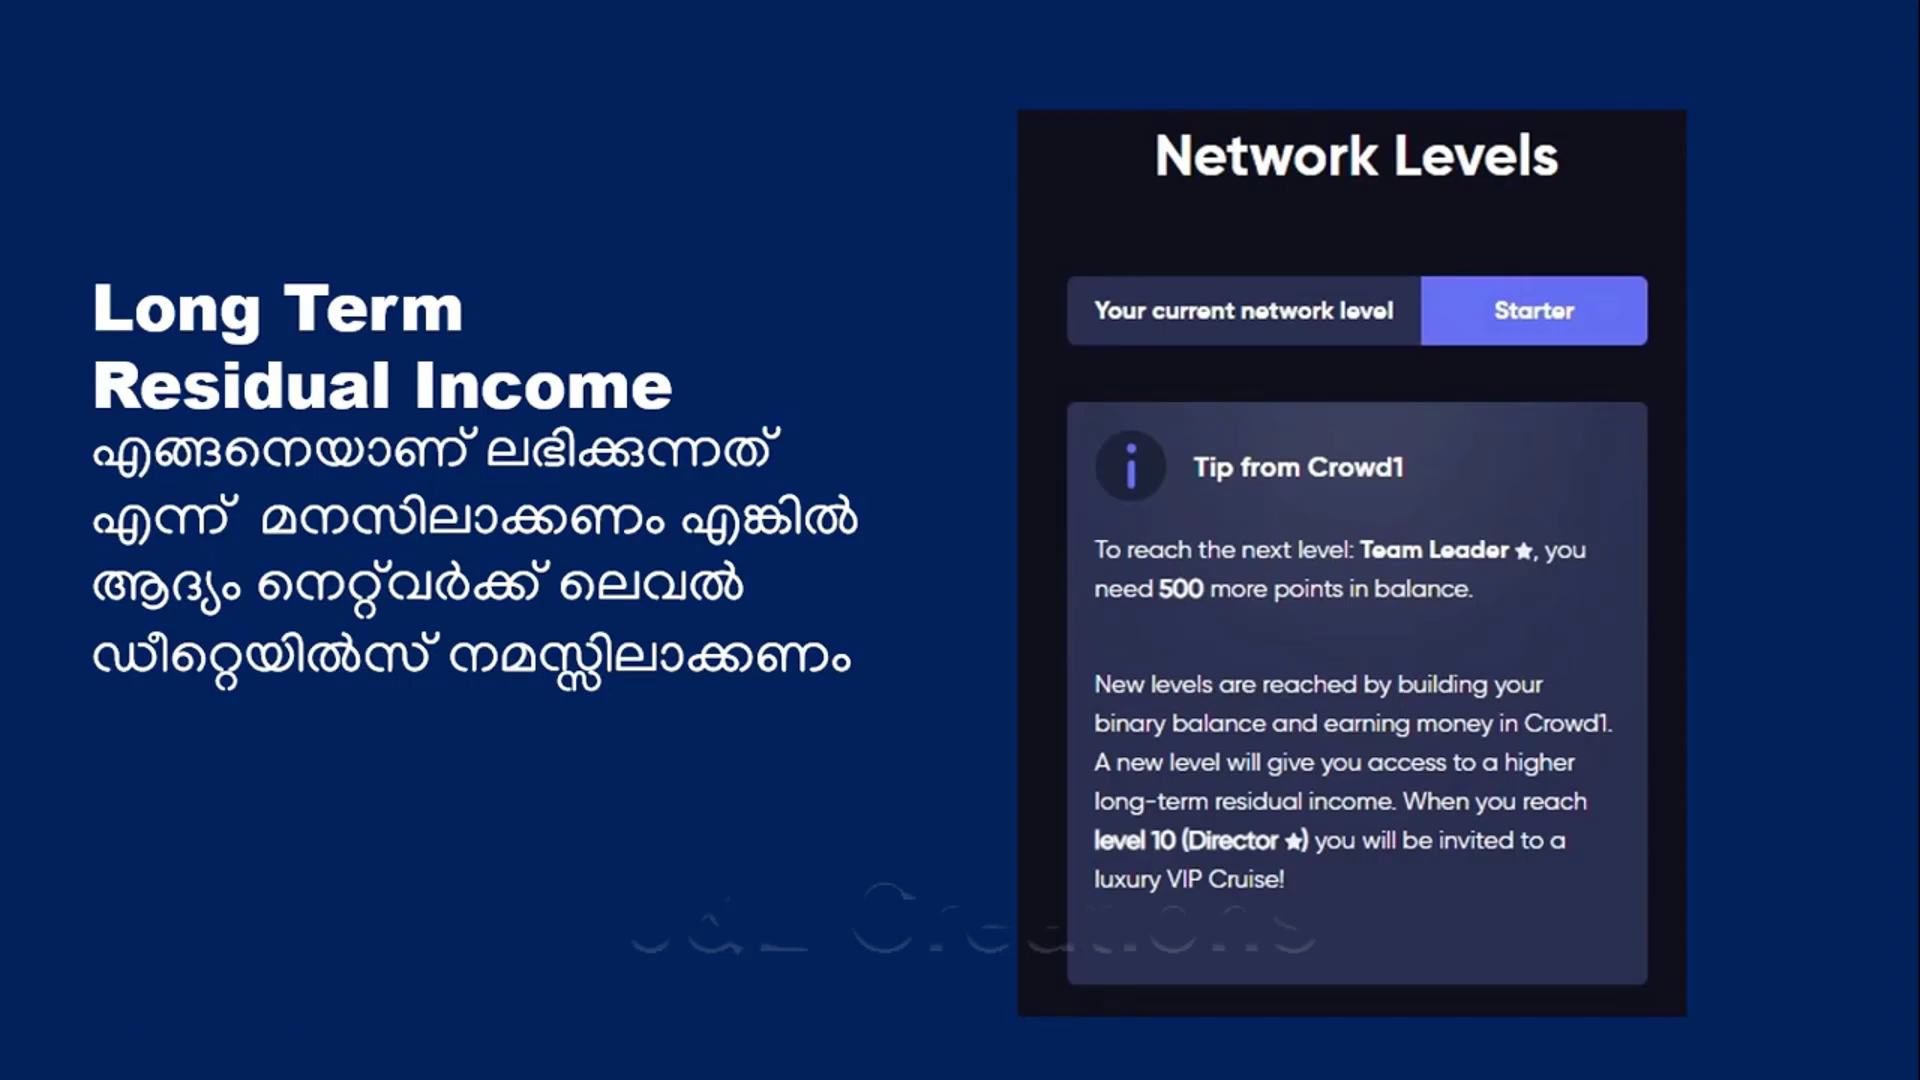 Long Term
Residual Income
എങ്ങനെയാണ് ലഭിക്കുന്നത്
എന്ന് മനസിലാക്കണം എങ്കിൽ
ആദ്യം നെറ്റ്‌വർക്ക് ലെവൽ
ഡീറ്റെയിൽസ് നമസ്സിലാക്കണം
Network Levels
Your current network level Starter
Tip from Crowd1
To reach the next level: Team Leader ★, you
need 500 more points in balance.
New levels are reached by building your
binary balance and earning money in Crowd1.
A new level will give you access to a higher
long-term residual income. When you reach
level 10 (Director ★) you will be invited to a
luxury VIP Cruise!
Creations